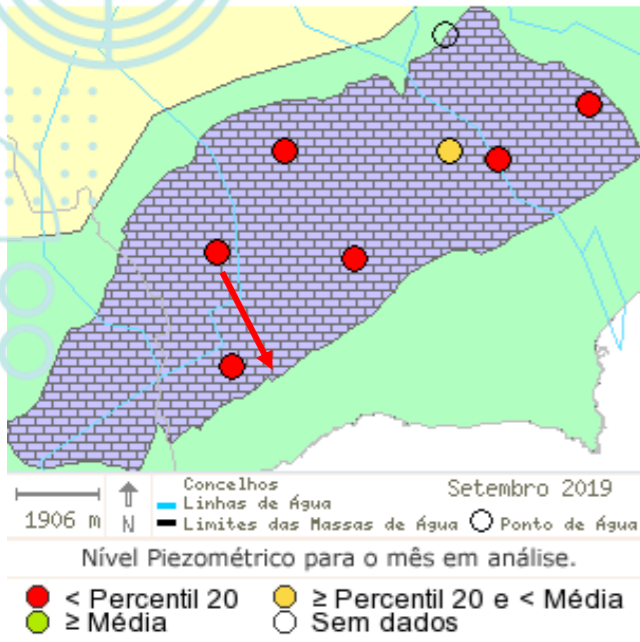 Concelhos
Linhas de Água
Limites das Massas de Água
Setembro 2019
Ponto de Água
1906 m
N
Nível Piezométrico para o mês em análise.
< Percentil 20
≥ Percentil 20 e < Média
≥ Média
Sem dados